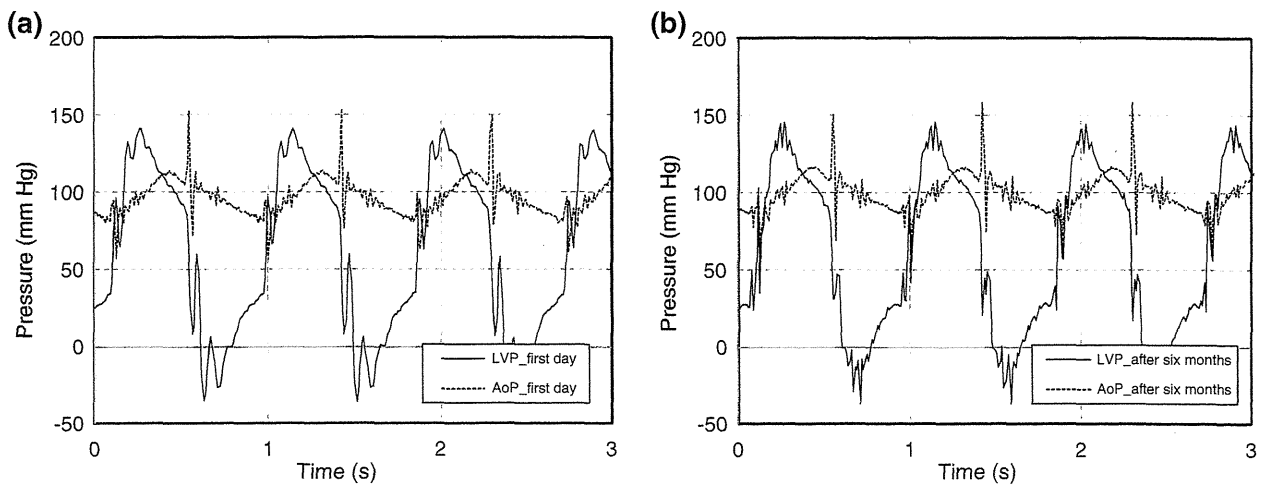 (a)
200
150
100
50
0
-50
Pressure (mm Hg)
0 1 2 3
Time (s)
LVP_first day
AoP_first day
(b)
200
150
100
50
0
-50
Pressure (mm Hg)
0 1 2 3
Time (s)
LVP_after six months
AoP_after six months